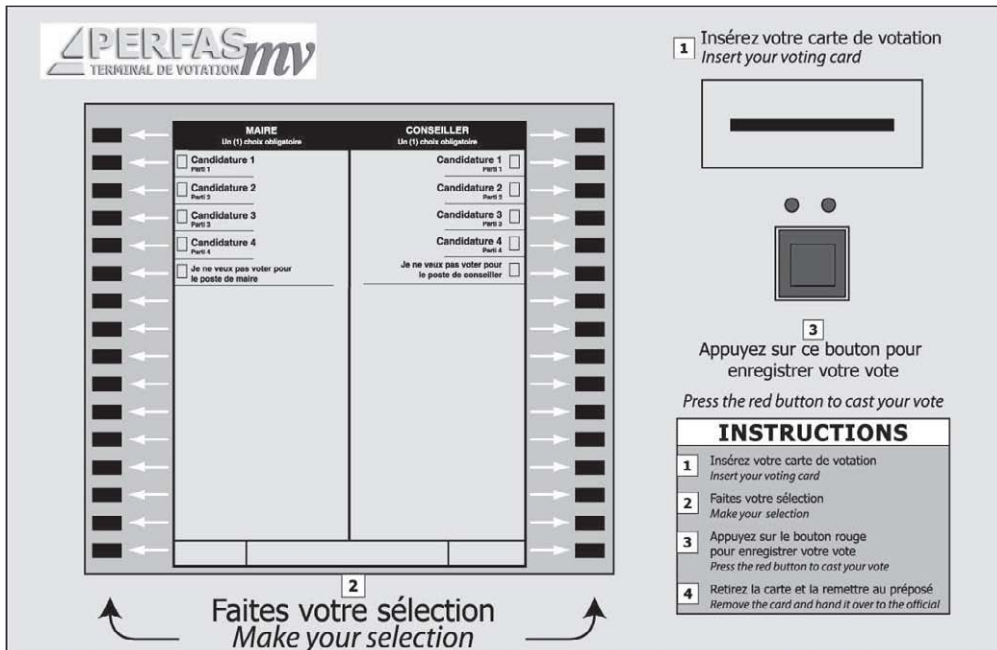 PERFAS mv
TERMINAL DE VOTATION
1 Insérez votre carte de votation
Insert your voting card
MAIRE
Un (1) choix obligatoire
Candidature 1
Parti 1
Candidature 2
Parti 2
Candidature 3
Parti 3
Candidature 4
Parti 4
Je ne veux pas voter pour
le poste de maire
CONSEILLER
Un (1) choix obligatoire
Candidature 1
Parti 1
Candidature 2
Parti 2
Candidature 3
Parti 3
Candidature 4
Parti 4
Je ne veux pas voter pour
le poste de conseiller
2
Faites votre sélection
Make your selection
3
Appuyez sur ce bouton pour
enregistrer votre vote
Press the red button to cast your vote
INSTRUCTIONS
1 Insérez votre carte de votation
Insert your voting card
2 Faites votre sélection
Make your selection
3 Appuyez sur le bouton rouge
pour enregistrer votre vote
Press the red button to cast your vote
4 Retirez la carte et la remettre au préposé
Remove the card and hand it over to the official